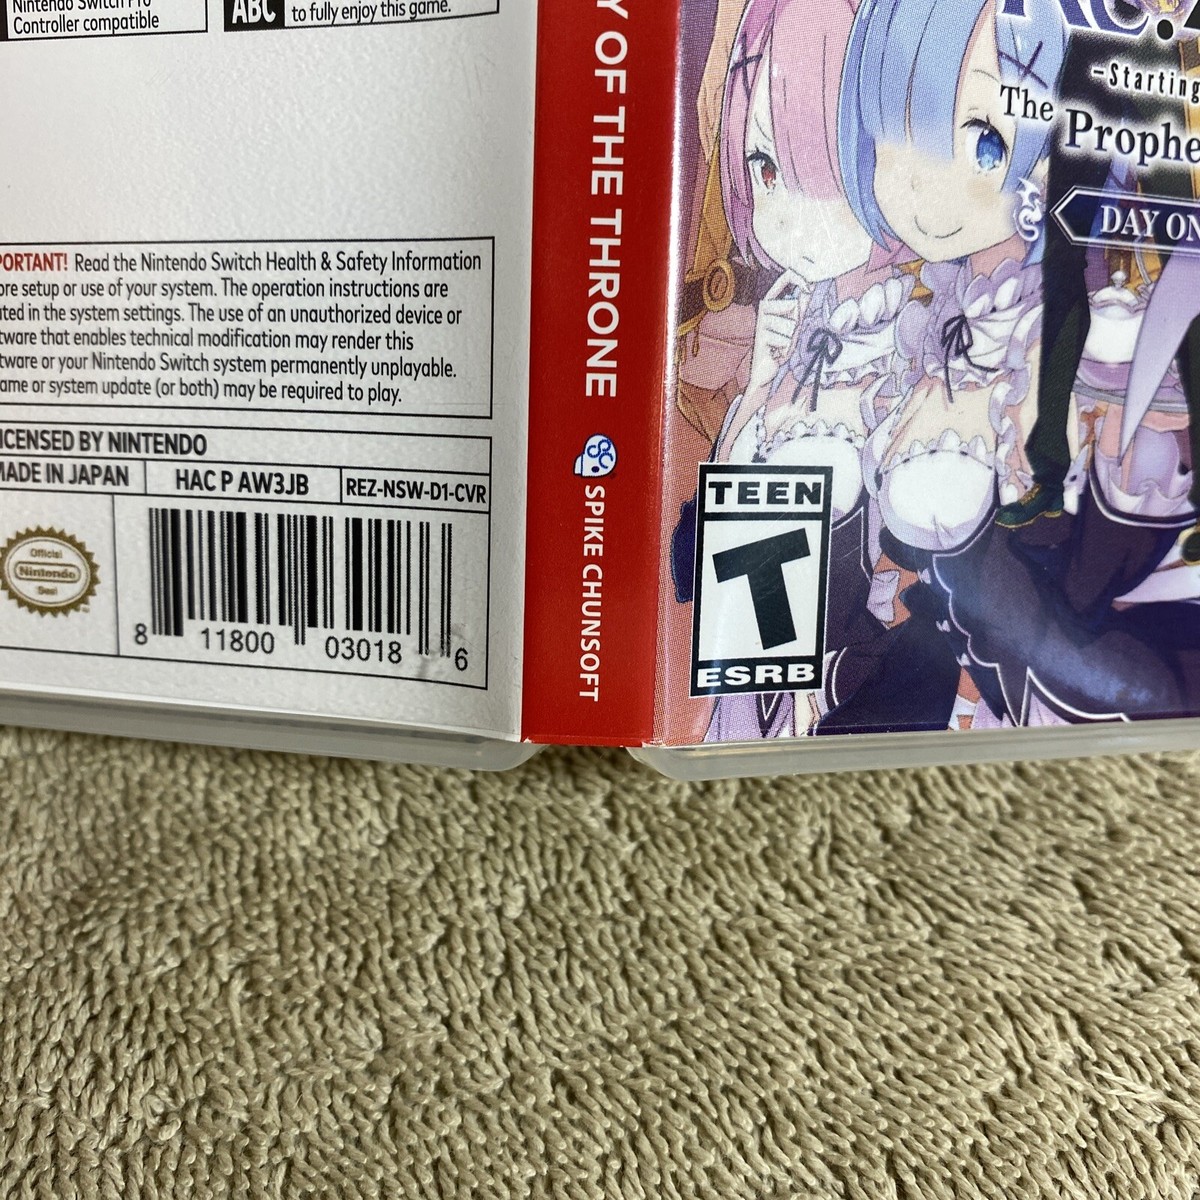 Nintendo Switch Pro
Controller compatible
ABC
to fully enjoy this game.
PORTANT! Read the Nintendo Switch Health & Safety Information
ore setup or use of your system. The operation instructions are
ated in the system settings. The use of an unauthorized device or
tware that enables technical modification may render this
tware or your Nintendo Switch system permanently unplayable.
ame or system update (or both) may be required to play.
ICENSED BY NINTENDO
MADE IN JAPAN
HAC P AW3JB
REZ-NSW-D1-CVR
Official
Nintendo
Seal
8 11800 03018 6
Y OF THE THRONE
SPIKE CHUNSOFT
-Starting
The Prophe
DAY ON
TEEN
T
ESRB